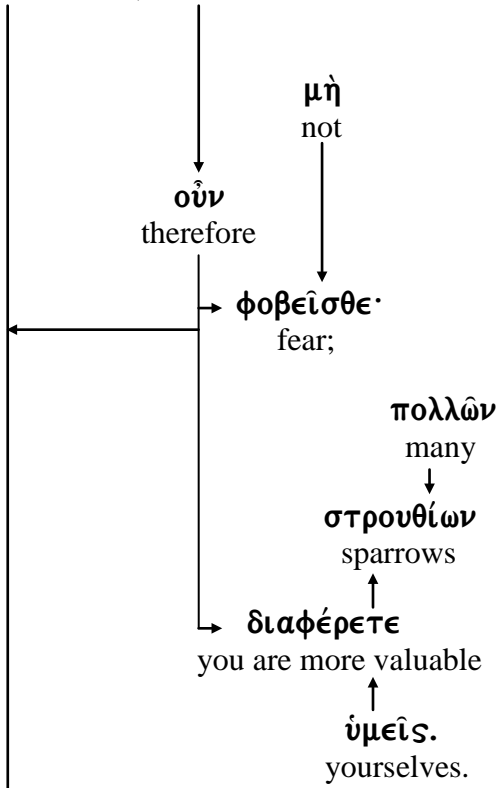 μὴ
not
οὖν
therefore
φοβεῖσθε·
fear;
πολλῶν
many
στρουθίων
sparrows
διαφέρετε
you are more valuable
ὑμεῖς.
yourselves.